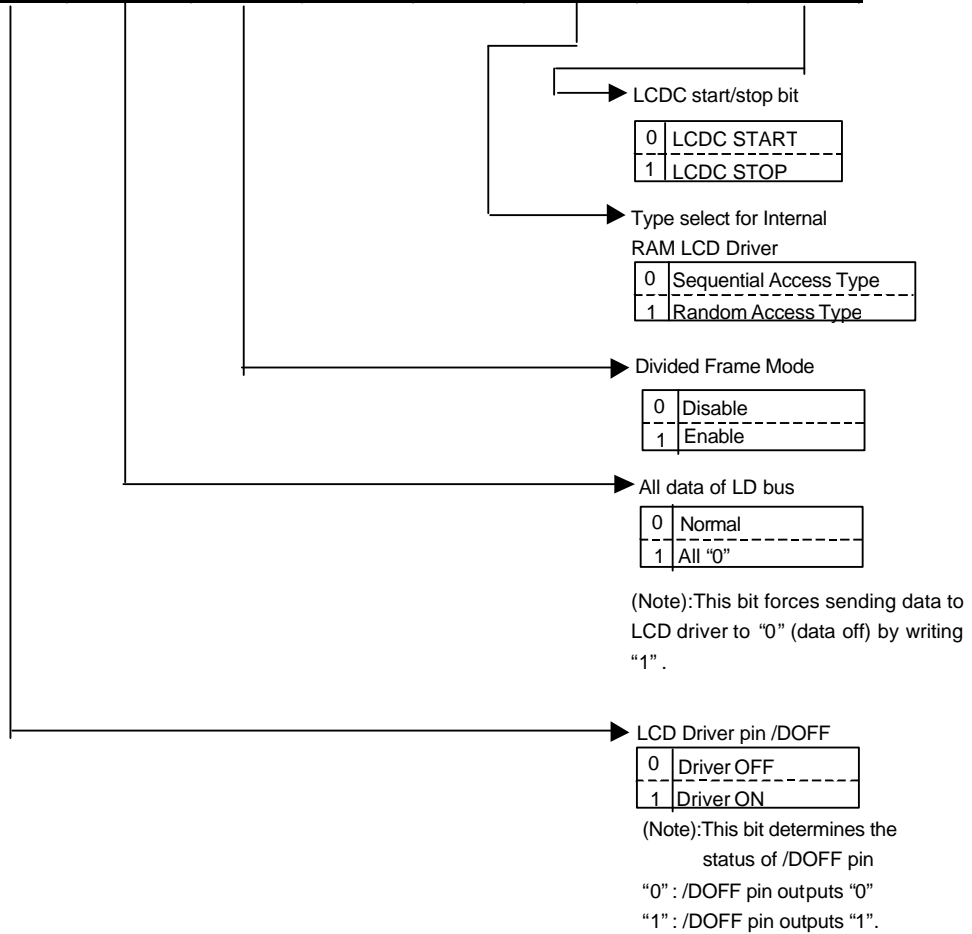 LCDC start/stop bit
0 LCDC START
1 LCDC STOP
Type select for Internal
RAM LCD Driver
0 Sequential Access Type
1 Random Access Type
Divided Frame Mode
0 Disable
1 Enable
All data of LD bus
0 Normal
1 All “0”
(Note):This bit forces sending data to
LCD driver to “0” (data off) by writing
“1” .
LCD Driver pin /DOFF
0 Driver OFF
1 Driver ON
(Note):This bit determines the
status of /DOFF pin
“0” : /DOFF pin outputs “0”
“1” : /DOFF pin outputs “1”.